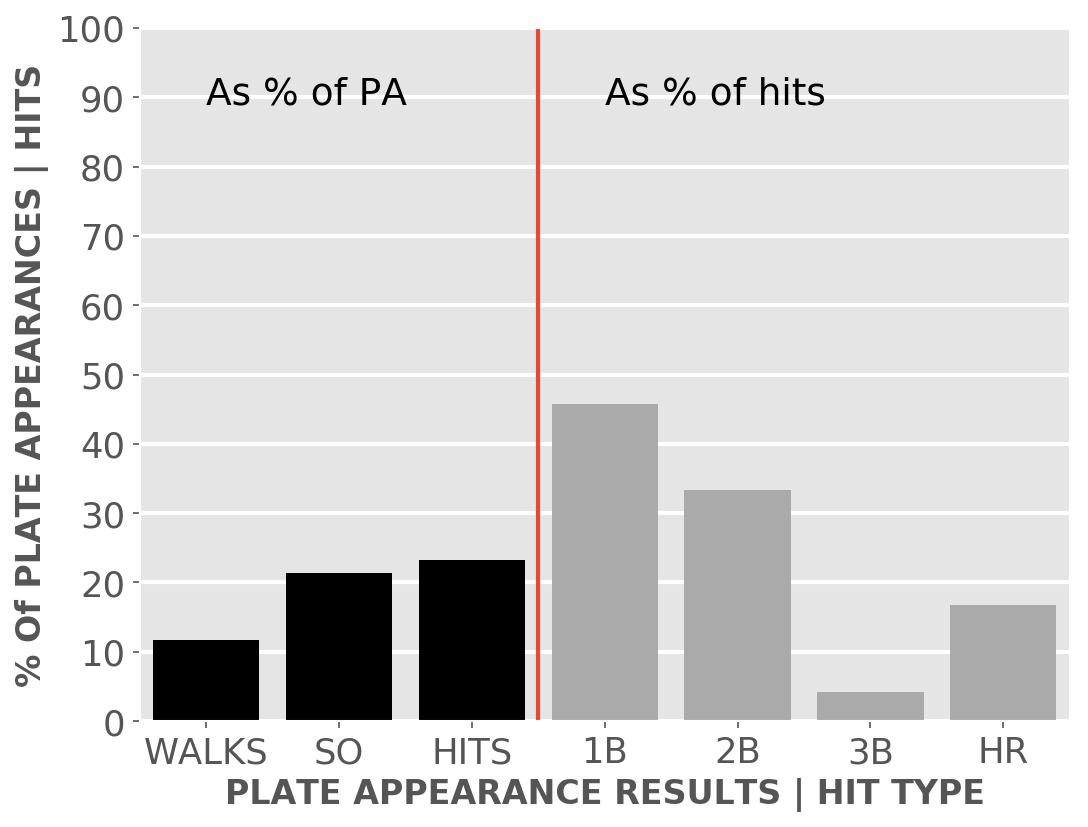 % Of PLATE APPEARANCES | HITS
100
90
80
70
60
50
40
30
20
10
0
As % of PA
As % of hits
WALKS SO HITS 1B 2B 3B HR
PLATE APPEARANCE RESULTS | HIT TYPE